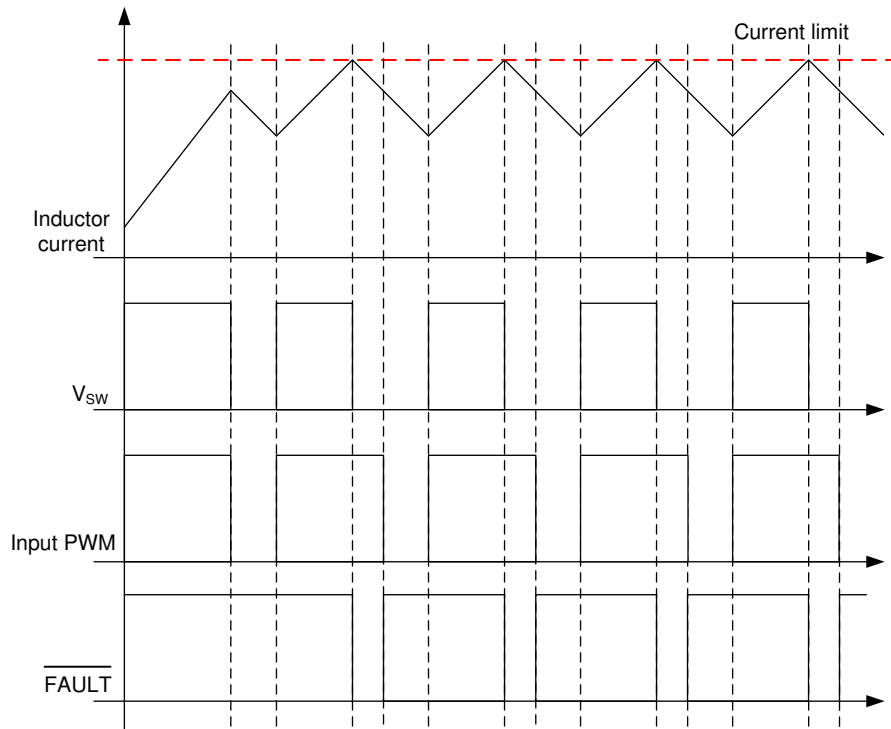 Current limit
Inductor
current
VSW
Input PWM
FAULT